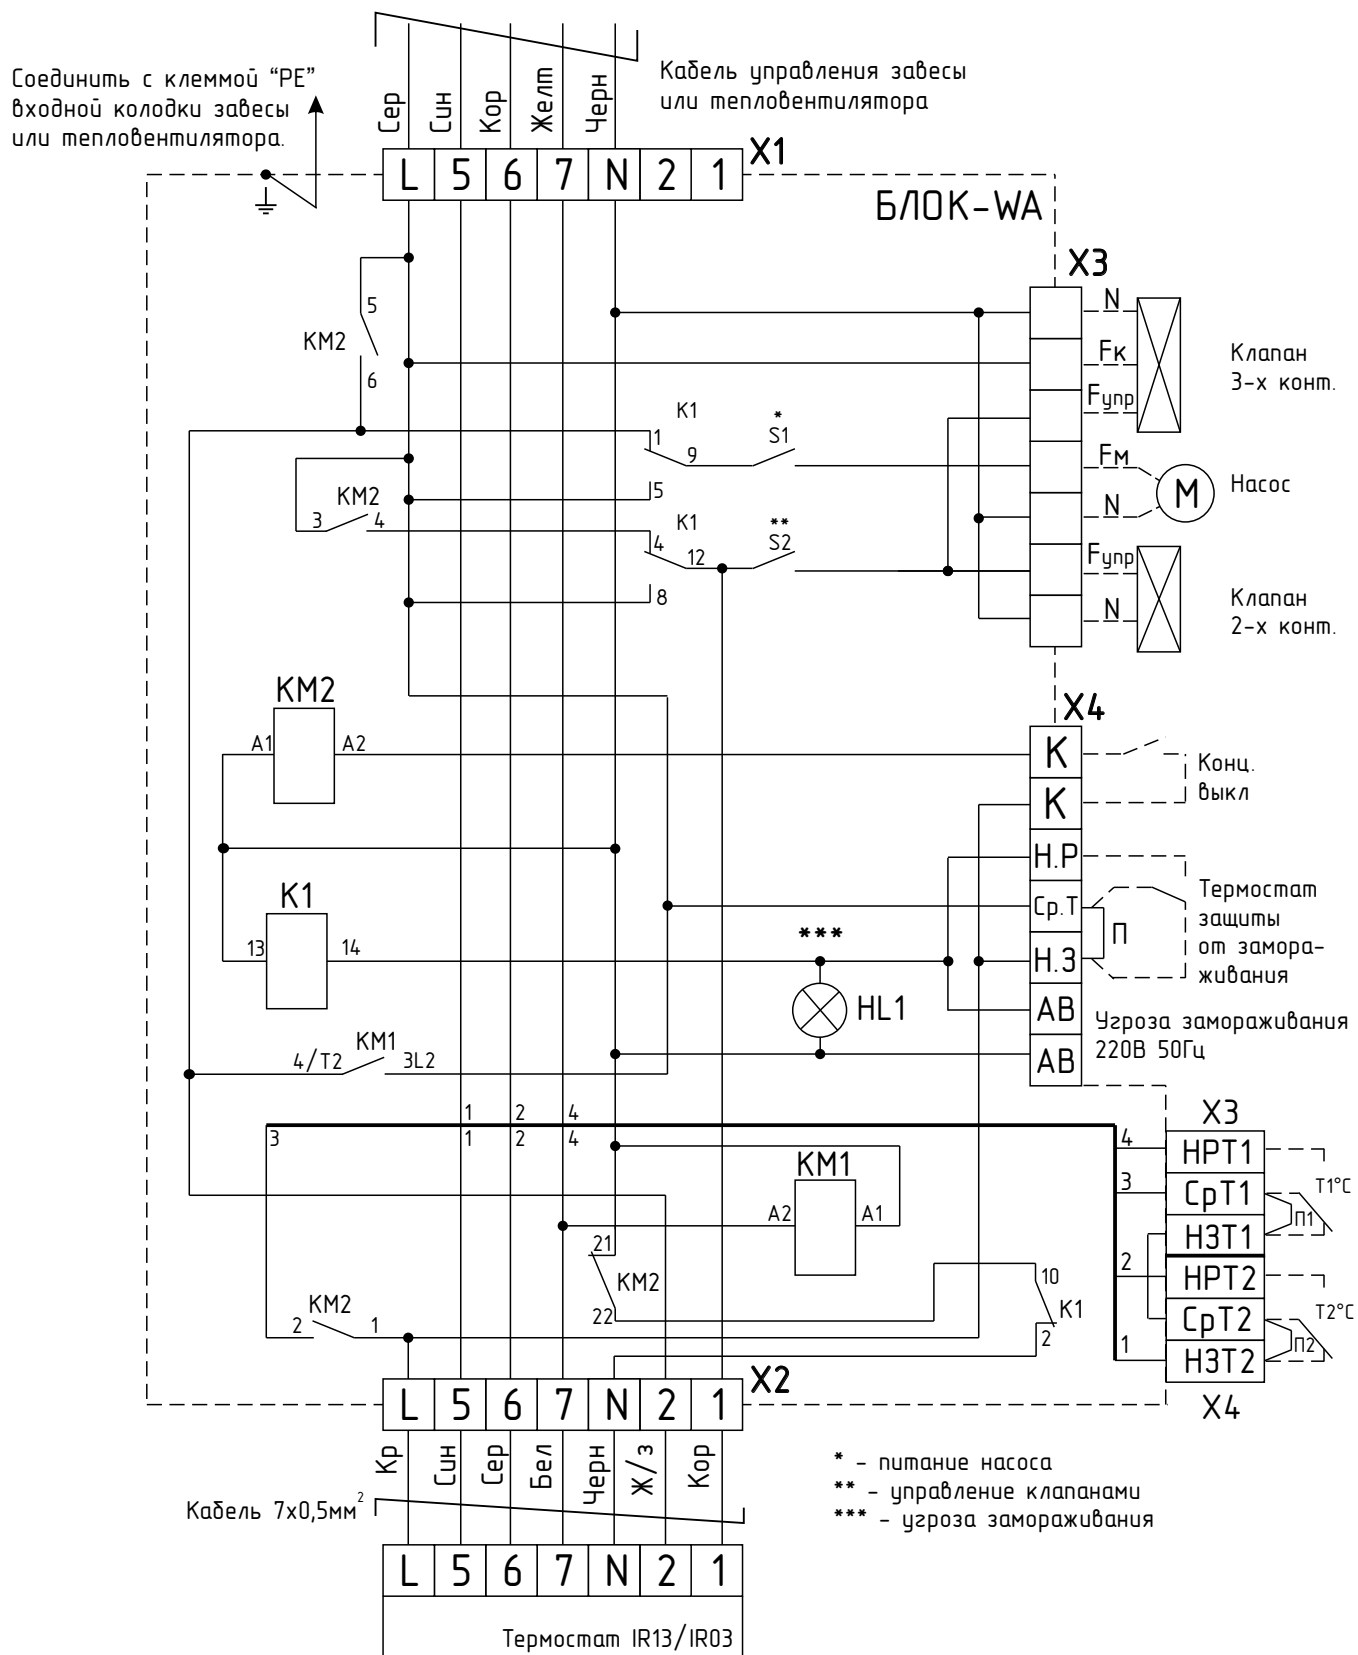 Соединить с клеммой “PE”
входной колодки завесы
или тепловентилятора.
Кабель управления завесы
или тепловентилятора
Сер
Син
Кор
Желт
Черн
L 5 6 7 N 2 1
X1
БЛОК-WA
X3
N
Fк
Fупр
Клапан
3-х конт.
Fм
N
M
Насос
Fупр
N
Клапан
2-х конт.
5
KM2
6
K1
1
9
*
S1
5
KM2
3
4
K1
4
12
**
S2
8
KM2
A1
A2
X4
K
K
Конц.
выкл
Н.Р
Ср.Т
Н.З
П
Термостат
защиты
от замора-
живания
АВ
АВ
Угроза замораживания
220В 50Гц
K1
13
14
***
HL1
4/T2
KM1
3L2
1 2 4
3
1 2 4
KM1
A2
A1
21
KM2
22
KM2
2
1
10
K1
2
X3
4
НРТ1
3
СрТ1
НЗТ1
2
НРТ2
СрТ2
1
НЗТ2
X4
T1°C
П1
T2°C
П2
L 5 6 7 N 2 1
X2
Кр
Син
Сер
Бел
Черн
Ж/з
Кор
Кабель 7x0,5мм²
* - питание насоса
** - управление клапанами
*** - угроза замораживания
L 5 6 7 N 2 1
Термостат IR13/IR03